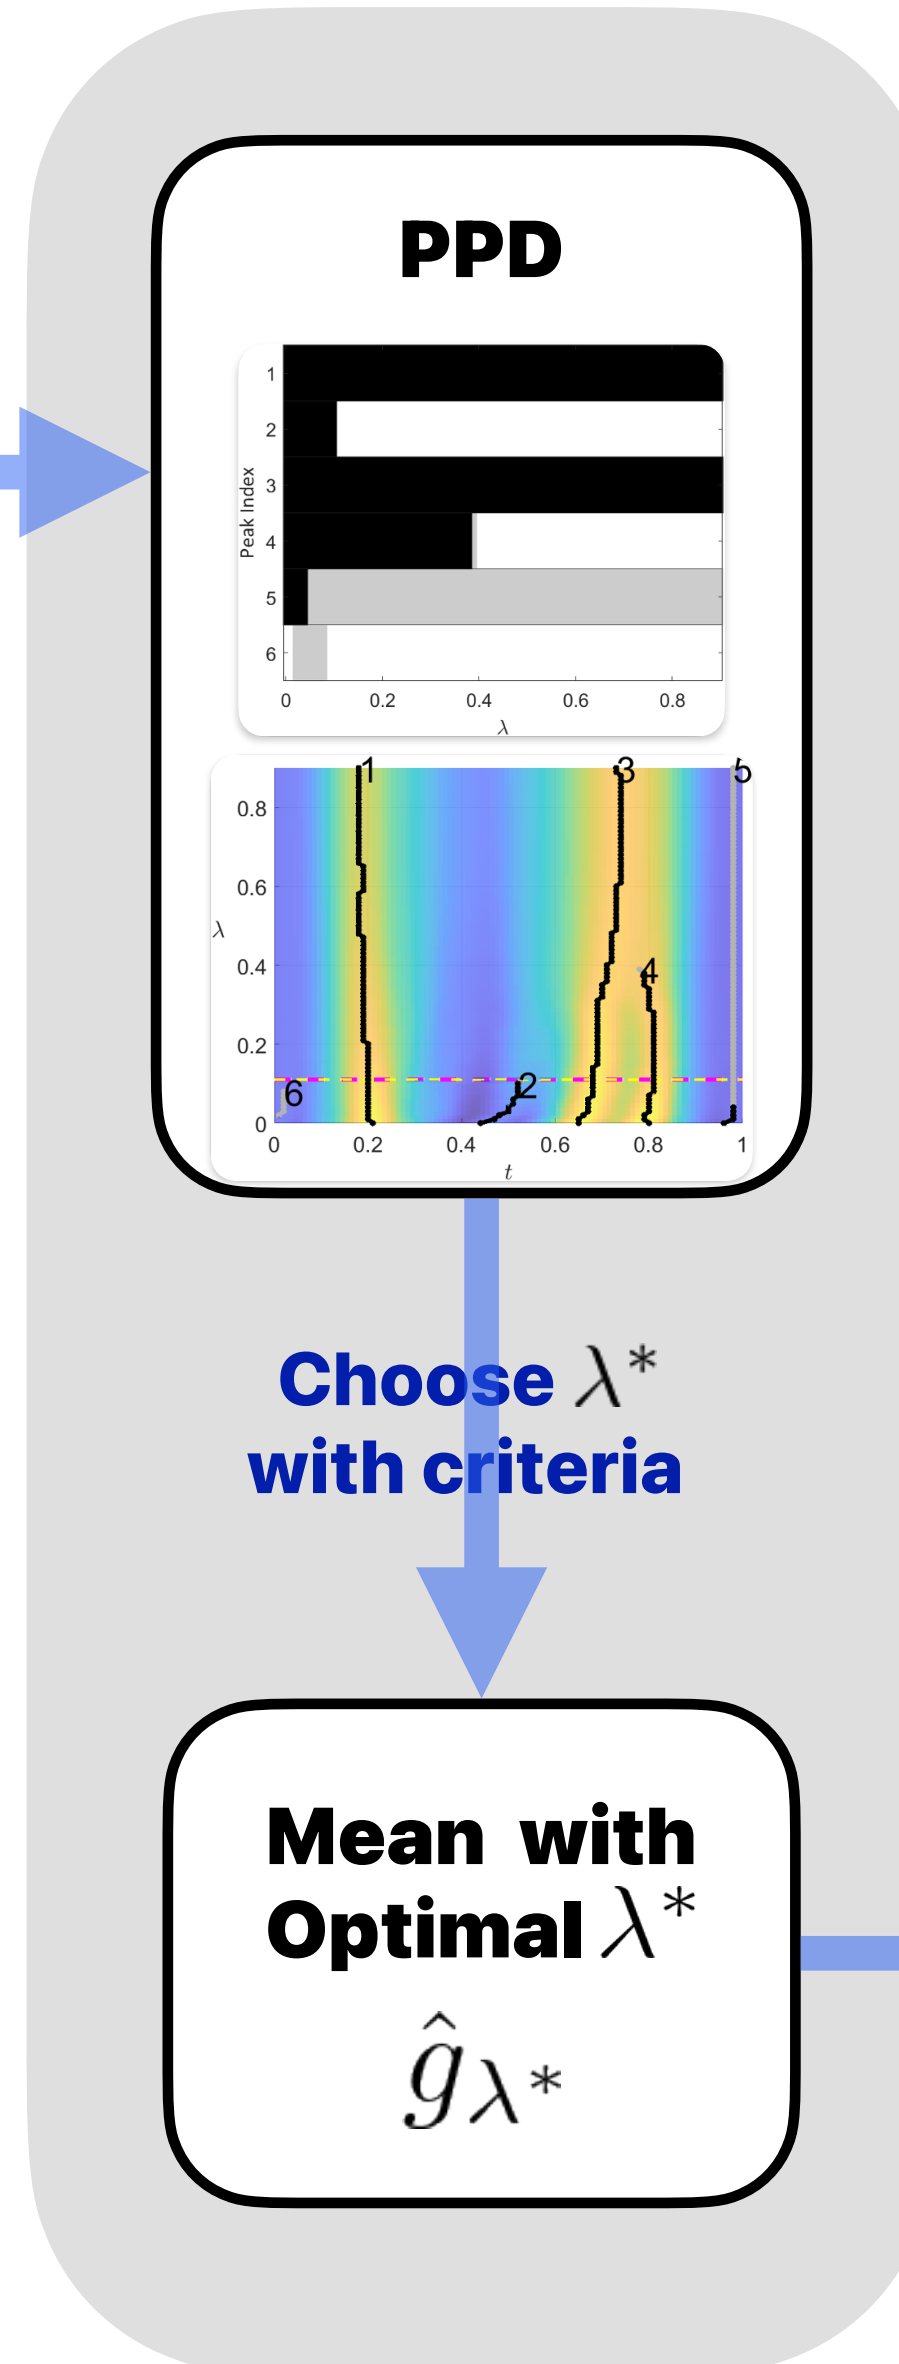 PPD
1
2
3
4
5
6
Peak Index
0 0.2 0.4 0.6 0.8
λ
1 3 5
0.8
0.6
λ
0.4 4
0.2
6 2
0
0 0.2 0.4 0.6 0.8 1
t
Choose λ*
with criteria
Mean with
Optimal λ*
ĝλ*